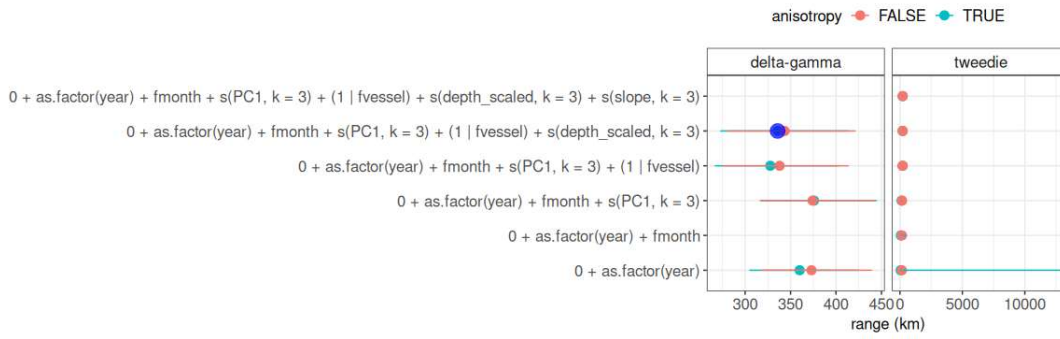 anisotropy FALSE TRUE
delta-gamma tweedie
0 + as.factor(year) + fmonth + s(PC1, k = 3) + (1 | fvessel) + s(depth_scaled, k = 3) + s(slope, k = 3)
0 + as.factor(year) + fmonth + s(PC1, k = 3) + (1 | fvessel) + s(depth_scaled, k = 3)
0 + as.factor(year) + fmonth + s(PC1, k = 3) + (1 | fvessel)
0 + as.factor(year) + fmonth + s(PC1, k = 3)
0 + as.factor(year) + fmonth
0 + as.factor(year)
300 350 400 450 0 5000 10000
range (km)